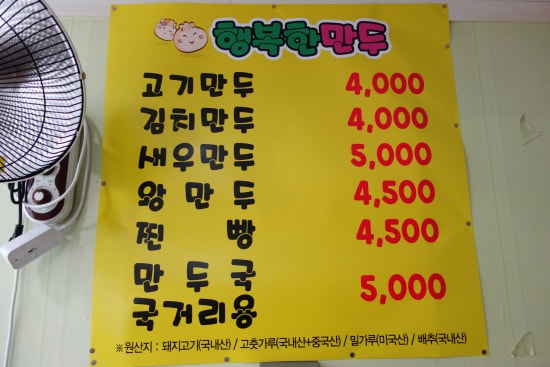 행복한만두
고기만두 4,000
김치만두 4,000
새우만두 5,000
왕만두 4,500
찐빵 4,500
만두국 5,000
국거리용
※원산지 : 돼지고기(국내산) / 고춧가루(국내산+중국산) / 밀가루(미국산) / 배추(국내산)